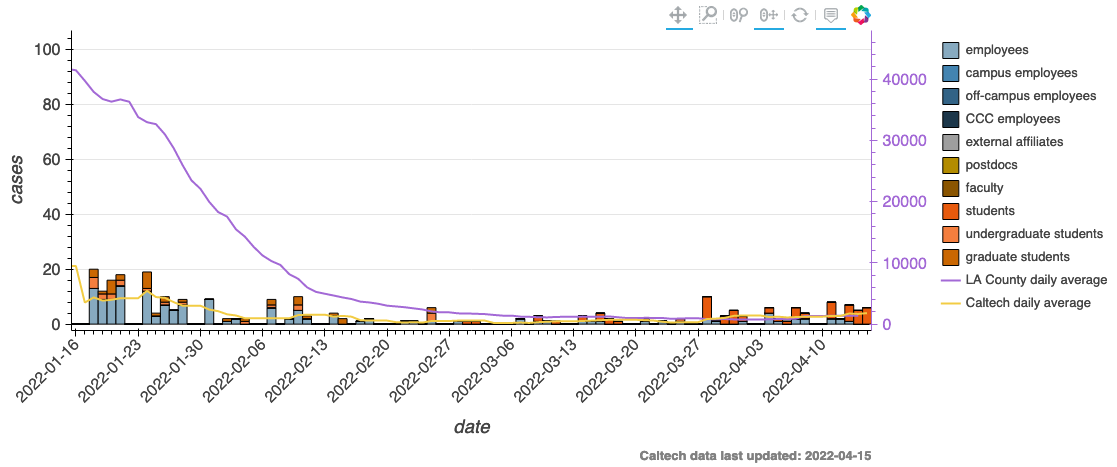 100
80
60
40
20
0
cases
40000
30000
20000
10000
0
2022-01-16
2022-01-23
2022-01-30
2022-02-06
2022-02-13
2022-02-20
2022-02-27
2022-03-06
2022-03-13
2022-03-20
2022-03-27
2022-04-03
2022-04-10
date
employees
campus employees
off-campus employees
CCC employees
external affiliates
postdocs
faculty
students
undergraduate students
graduate students
LA County daily average
Caltech daily average
Caltech data last updated: 2022-04-15